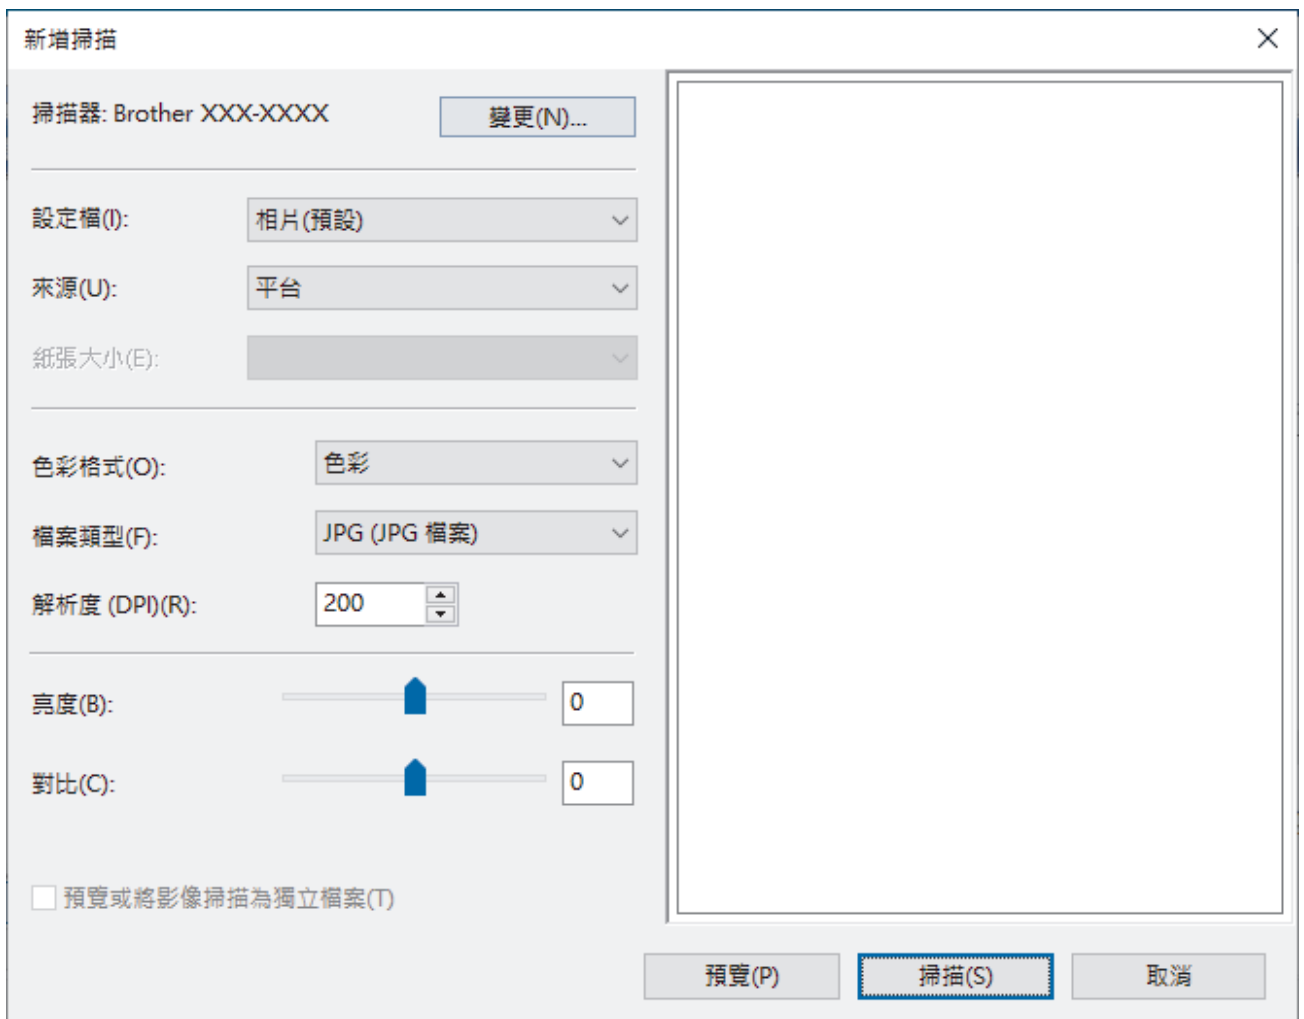 新增掃描
掃描器: Brother XXX-XXXX
變更(N)...
設定檔(I):
相片(預設)
來源(U):
平台
紙張大小(E):
色彩格式(O):
色彩
檔案類型(F):
JPG (JPG 檔案)
解析度 (DPI)(R):
200
亮度(B):
0
對比(C):
0
預覽或將影像掃描為獨立檔案(T)
預覽(P)
掃描(S)
取消